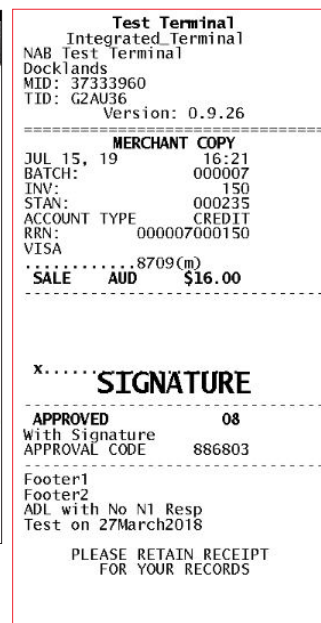 Test Terminal
Integrated_Terminal
NAB Test Terminal
Docklands
MID: 37333960
TID: G2AU36
Version: 0.9.26
================================
MERCHANT COPY
JUL 15, 19 16:21
BATCH: 000007
INV: 150
STAN: 000235
ACCOUNT TYPE CREDIT
RRN: 000007000150
VISA
............8709(m)
SALE AUD $16.00
--------------------------------
x...................
SIGNATURE
--------------------------------
APPROVED 08
With Signature
APPROVAL CODE 886803
--------------------------------
Footer1
Footer2
ADL with No N1 Resp
Test on 27March2018
PLEASE RETAIN RECEIPT
FOR YOUR RECORDS